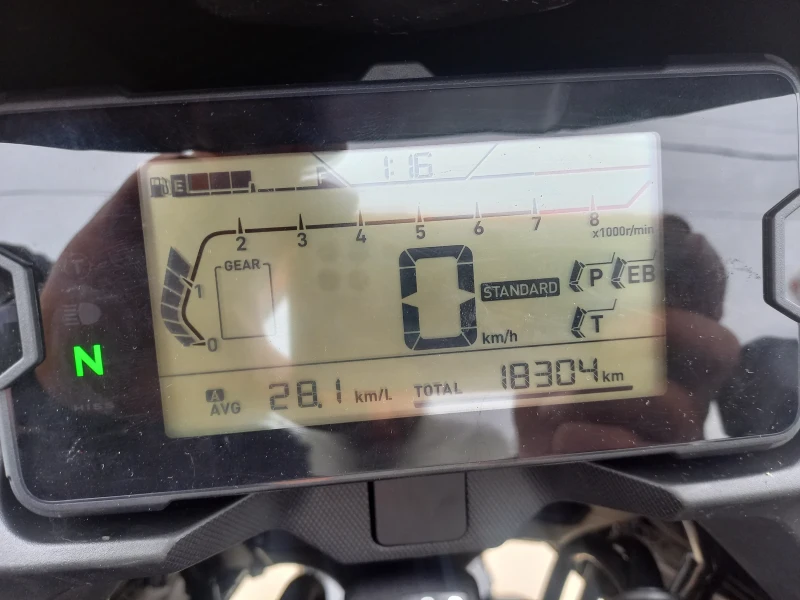 E F 1:16
2 3 4 5 6 7 8
x1000r/min
GEAR
1
0
0 km/h
STANDARD
P EB
T
N
A AVG 28.1 km/L TOTAL 18304 km